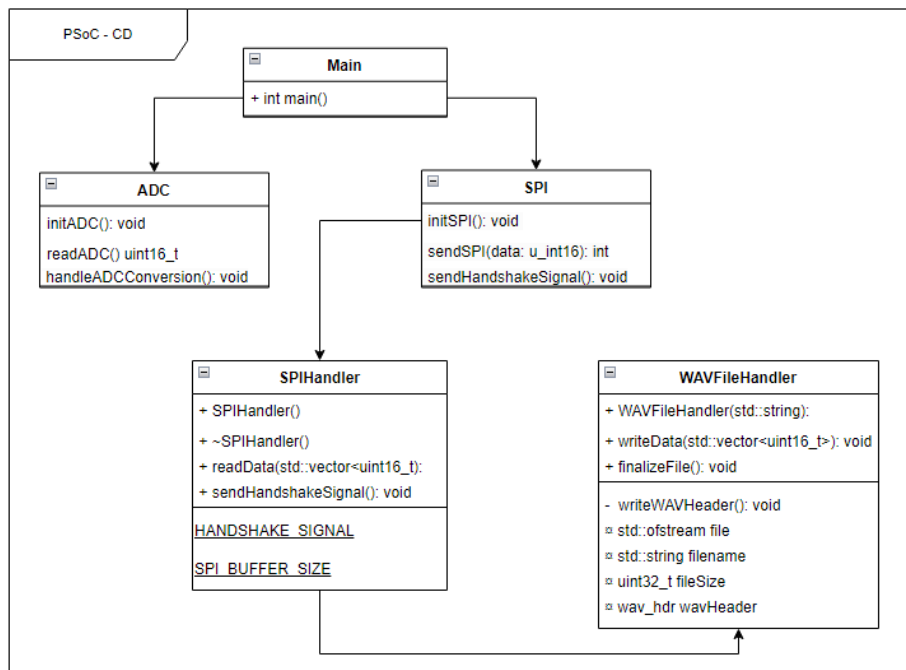 PSoC - CD
Main
+ int main()
ADC
initADC(): void
readADC() uint16_t
handleADCConversion(): void
SPI
initSPI(): void
sendSPI(data: u_int16): int
sendHandshakeSignal(): void
SPIHandler
+ SPIHandler()
+ ~SPIHandler()
+ readData(std::vector<uint16_t):
+ sendHandshakeSignal(): void
HANDSHAKE_SIGNAL
SPI_BUFFER_SIZE
WAVFileHandler
+ WAVFileHandler(std::string):
+ writeData(std::vector<uint16_t>): void
+ finalizeFile(): void
- writeWAVHeader(): void
¤ std::ofstream file
¤ std::string filename
¤ uint32_t fileSize
¤ wav_hdr wavHeader